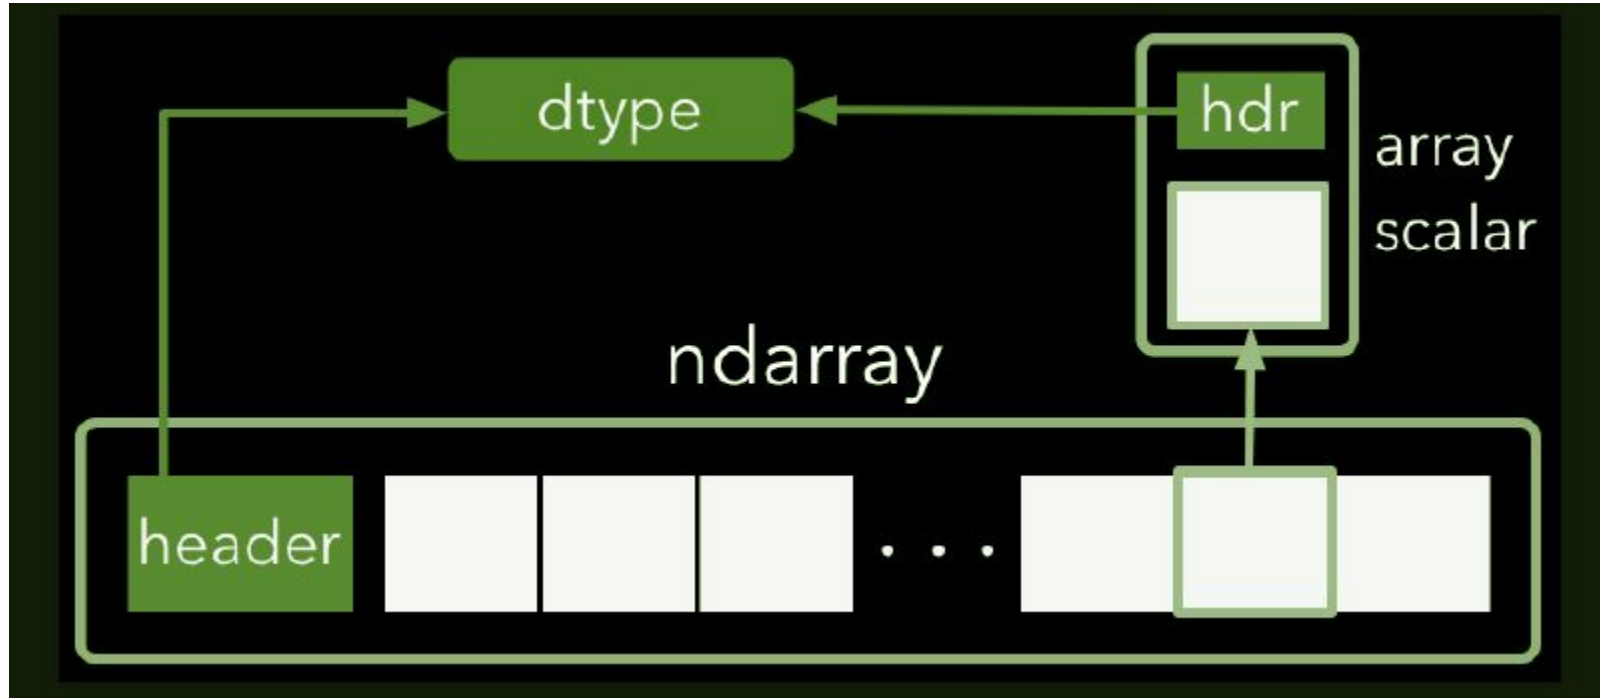 dtype
hdr
array
scalar
ndarray
header
. . .